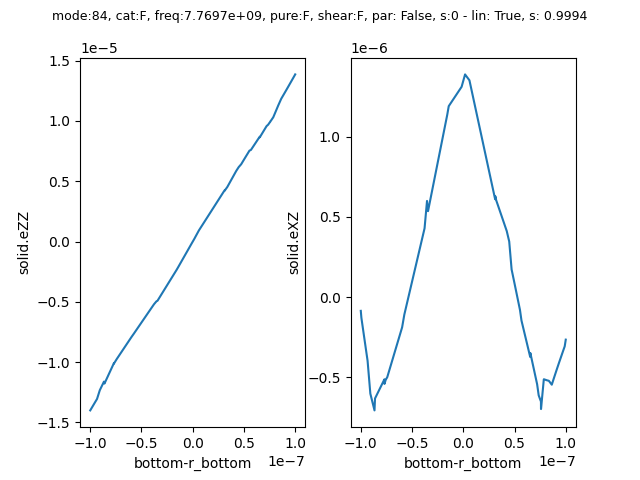 mode:84, cat:F, freq:7.7697e+09, pure:F, shear:F, par: False, s:0 - lin: True, s: 0.9994
1e−5
1.5
1.0
0.5
0.0
−0.5
−1.0
−1.5
solid.eZZ
−1.0
−0.5
0.0
0.5
1.0
bottom-r_bottom
1e−7
1e−6
1.0
0.5
0.0
−0.5
solid.eXZ
−1.0
−0.5
0.0
0.5
1.0
bottom-r_bottom
1e−7